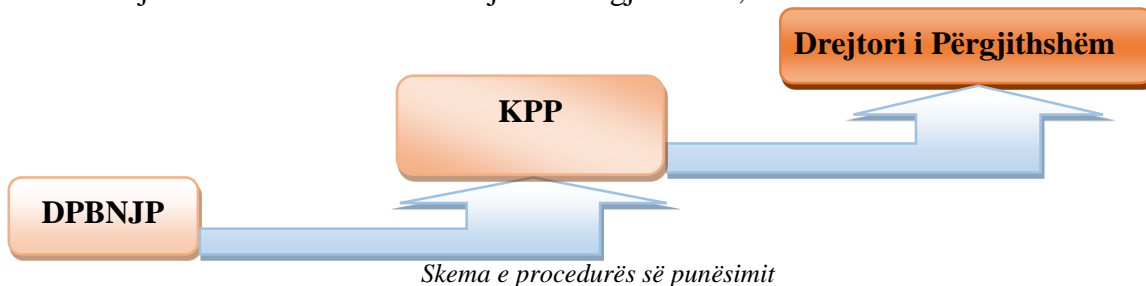 Drejtori i Përgjithshëm
KPP
DPBNJP
Skema e procedurës së punësimit